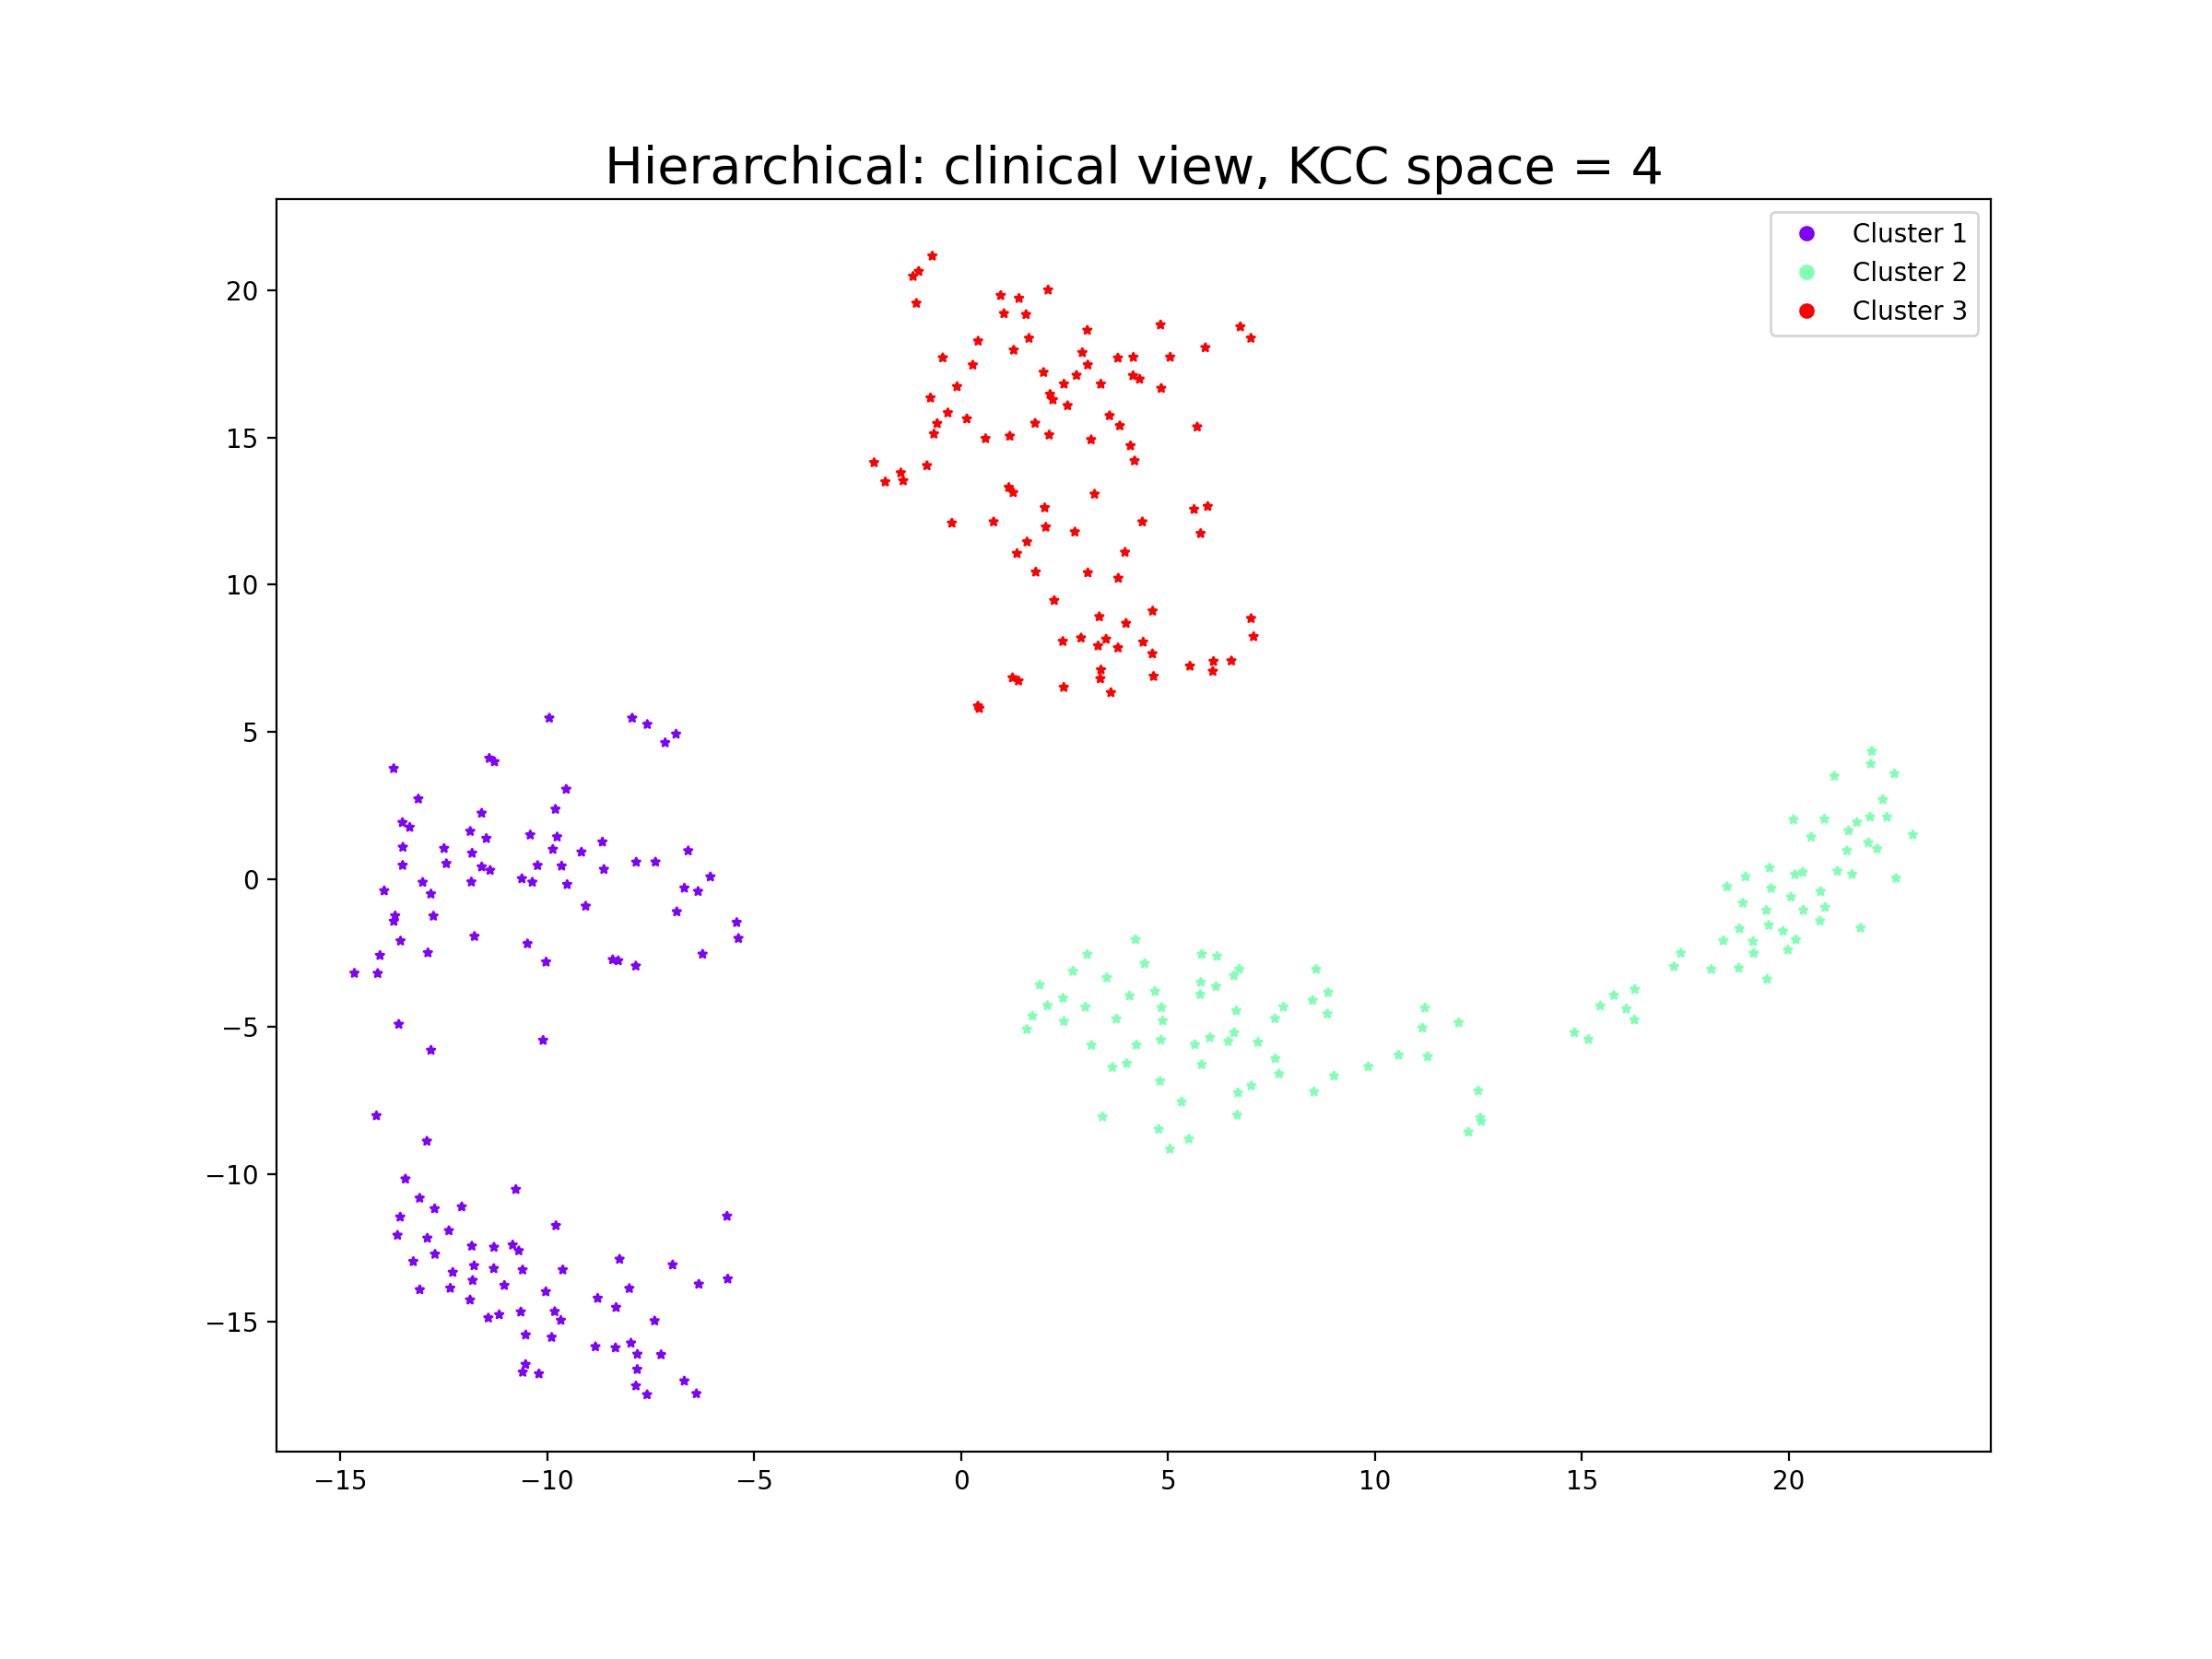 Hierarchical: clinical view, KCC space = 4
Cluster 1
Cluster 2
Cluster 3
20
15
10
5
0
−5
−10
−15
−15 −10 −5 0 5 10 15 20